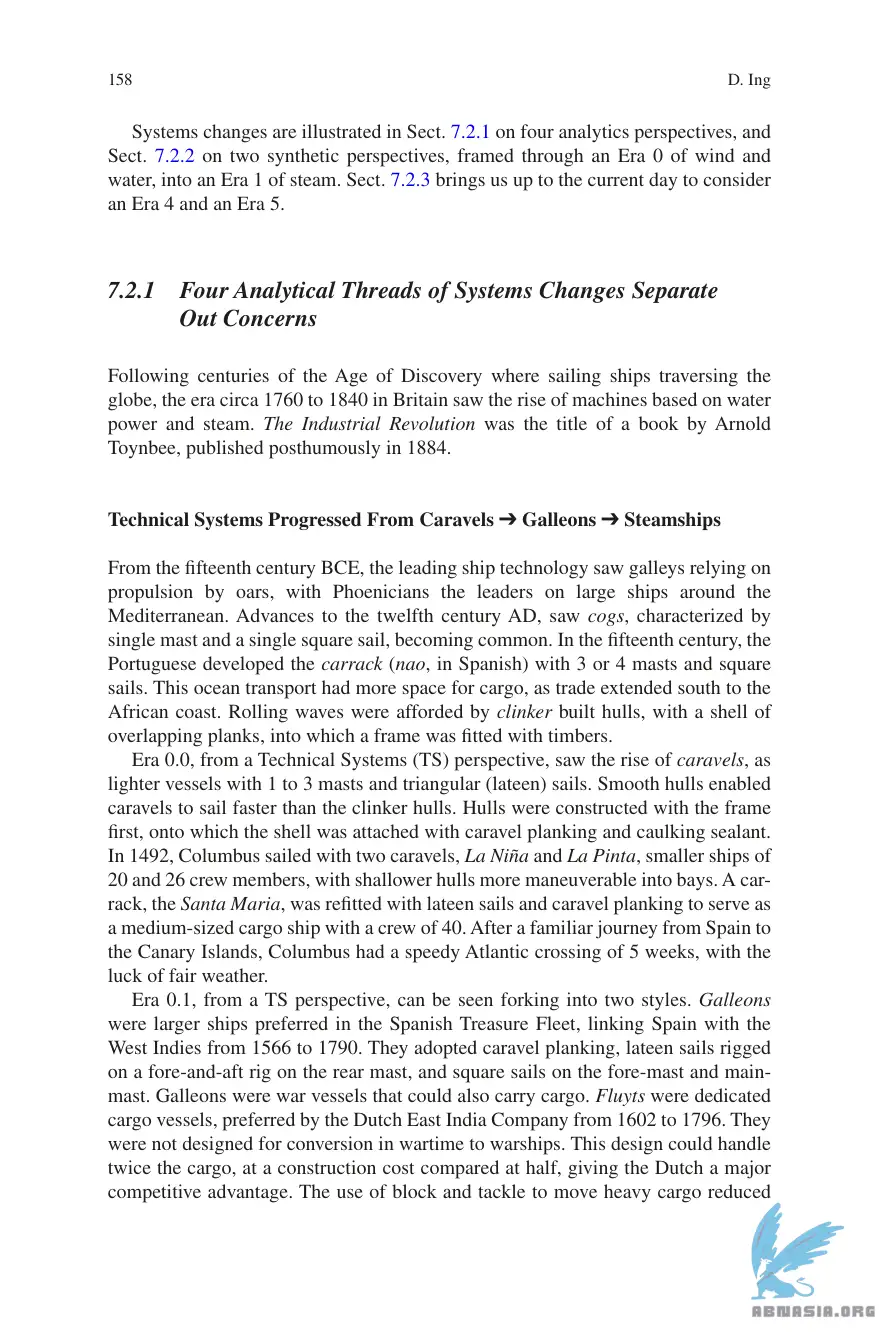 158
D. Ing
Systems changes are illustrated in Sect. 7.2.1 on four analytics perspectives, and
Sect. 7.2.2 on two synthetic perspectives, framed through an Era 0 of wind and
water, into an Era 1 of steam. Sect. 7.2.3 brings us up to the current day to consider
an Era 4 and an Era 5.
7.2.1 Four Analytical Threads of Systems Changes Separate
Out Concerns
Following centuries of the Age of Discovery where sailing ships traversing the
globe, the era circa 1760 to 1840 in Britain saw the rise of machines based on water
power and steam. The Industrial Revolution was the title of a book by Arnold
Toynbee, published posthumously in 1884.
Technical Systems Progressed From Caravels ➔ Galleons ➔ Steamships
From the fifteenth century BCE, the leading ship technology saw galleys relying on
propulsion by oars, with Phoenicians the leaders on large ships around the
Mediterranean. Advances to the twelfth century AD, saw cogs, characterized by
single mast and a single square sail, becoming common. In the fifteenth century, the
Portuguese developed the carrack (nao, in Spanish) with 3 or 4 masts and square
sails. This ocean transport had more space for cargo, as trade extended south to the
African coast. Rolling waves were afforded by clinker built hulls, with a shell of
overlapping planks, into which a frame was fitted with timbers.
Era 0.0, from a Technical Systems (TS) perspective, saw the rise of caravels, as
lighter vessels with 1 to 3 masts and triangular (lateen) sails. Smooth hulls enabled
caravels to sail faster than the clinker hulls. Hulls were constructed with the frame
first, onto which the shell was attached with caravel planking and caulking sealant.
In 1492, Columbus sailed with two caravels, La Niña and La Pinta, smaller ships of
20 and 26 crew members, with shallower hulls more maneuverable into bays. A car-
rack, the Santa Maria, was refitted with lateen sails and caravel planking to serve as
a medium-sized cargo ship with a crew of 40. After a familiar journey from Spain to
the Canary Islands, Columbus had a speedy Atlantic crossing of 5 weeks, with the
luck of fair weather.
Era 0.1, from a TS perspective, can be seen forking into two styles. Galleons
were larger ships preferred in the Spanish Treasure Fleet, linking Spain with the
West Indies from 1566 to 1790. They adopted caravel planking, lateen sails rigged
on a fore-and-aft rig on the rear mast, and square sails on the fore-mast and main-
mast. Galleons were war vessels that could also carry cargo. Fluyts were dedicated
cargo vessels, preferred by the Dutch East India Company from 1602 to 1796. They
were not designed for conversion in wartime to warships. This design could handle
twice the cargo, at a construction cost compared at half, giving the Dutch a major
competitive advantage. The use of block and tackle to move heavy cargo reduced
ABNASIA.ORG